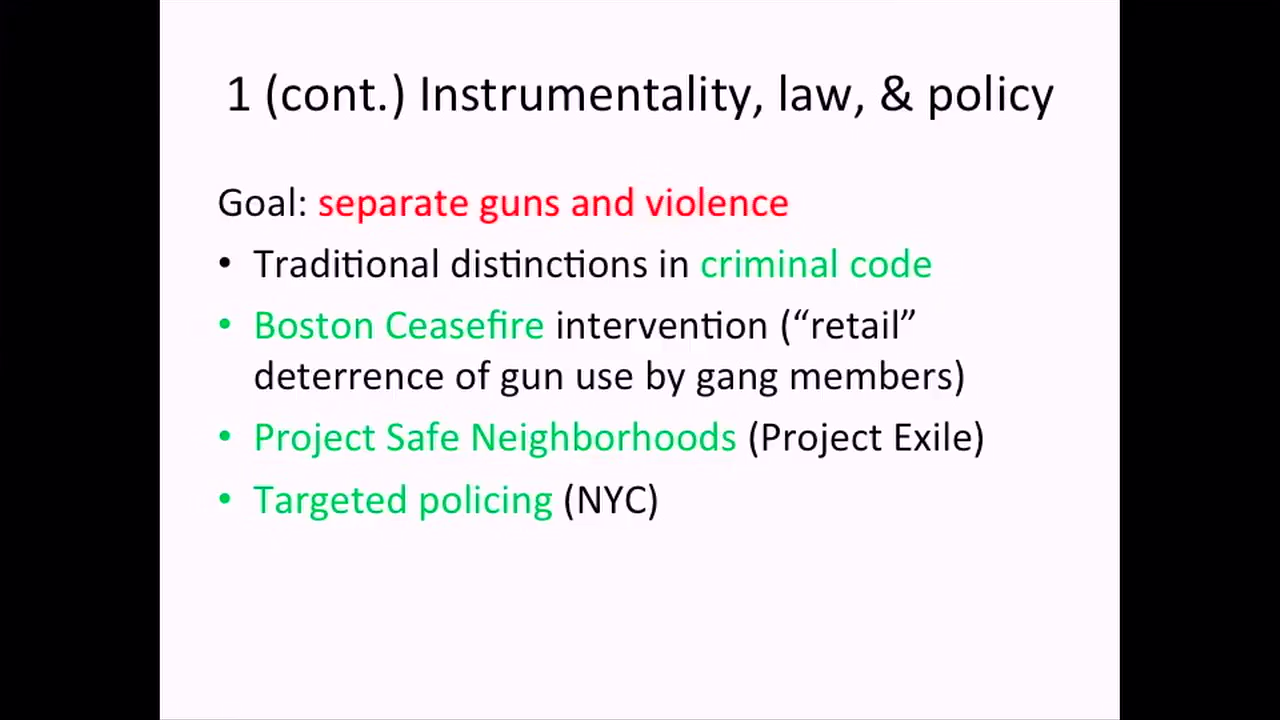 1 (cont.) Instrumentality, law, & policy
Goal: separate guns and violence
• Traditional distinctions in criminal code
• Boston Ceasefire intervention (“retail”
deterrence of gun use by gang members)
• Project Safe Neighborhoods (Project Exile)
• Targeted policing (NYC)